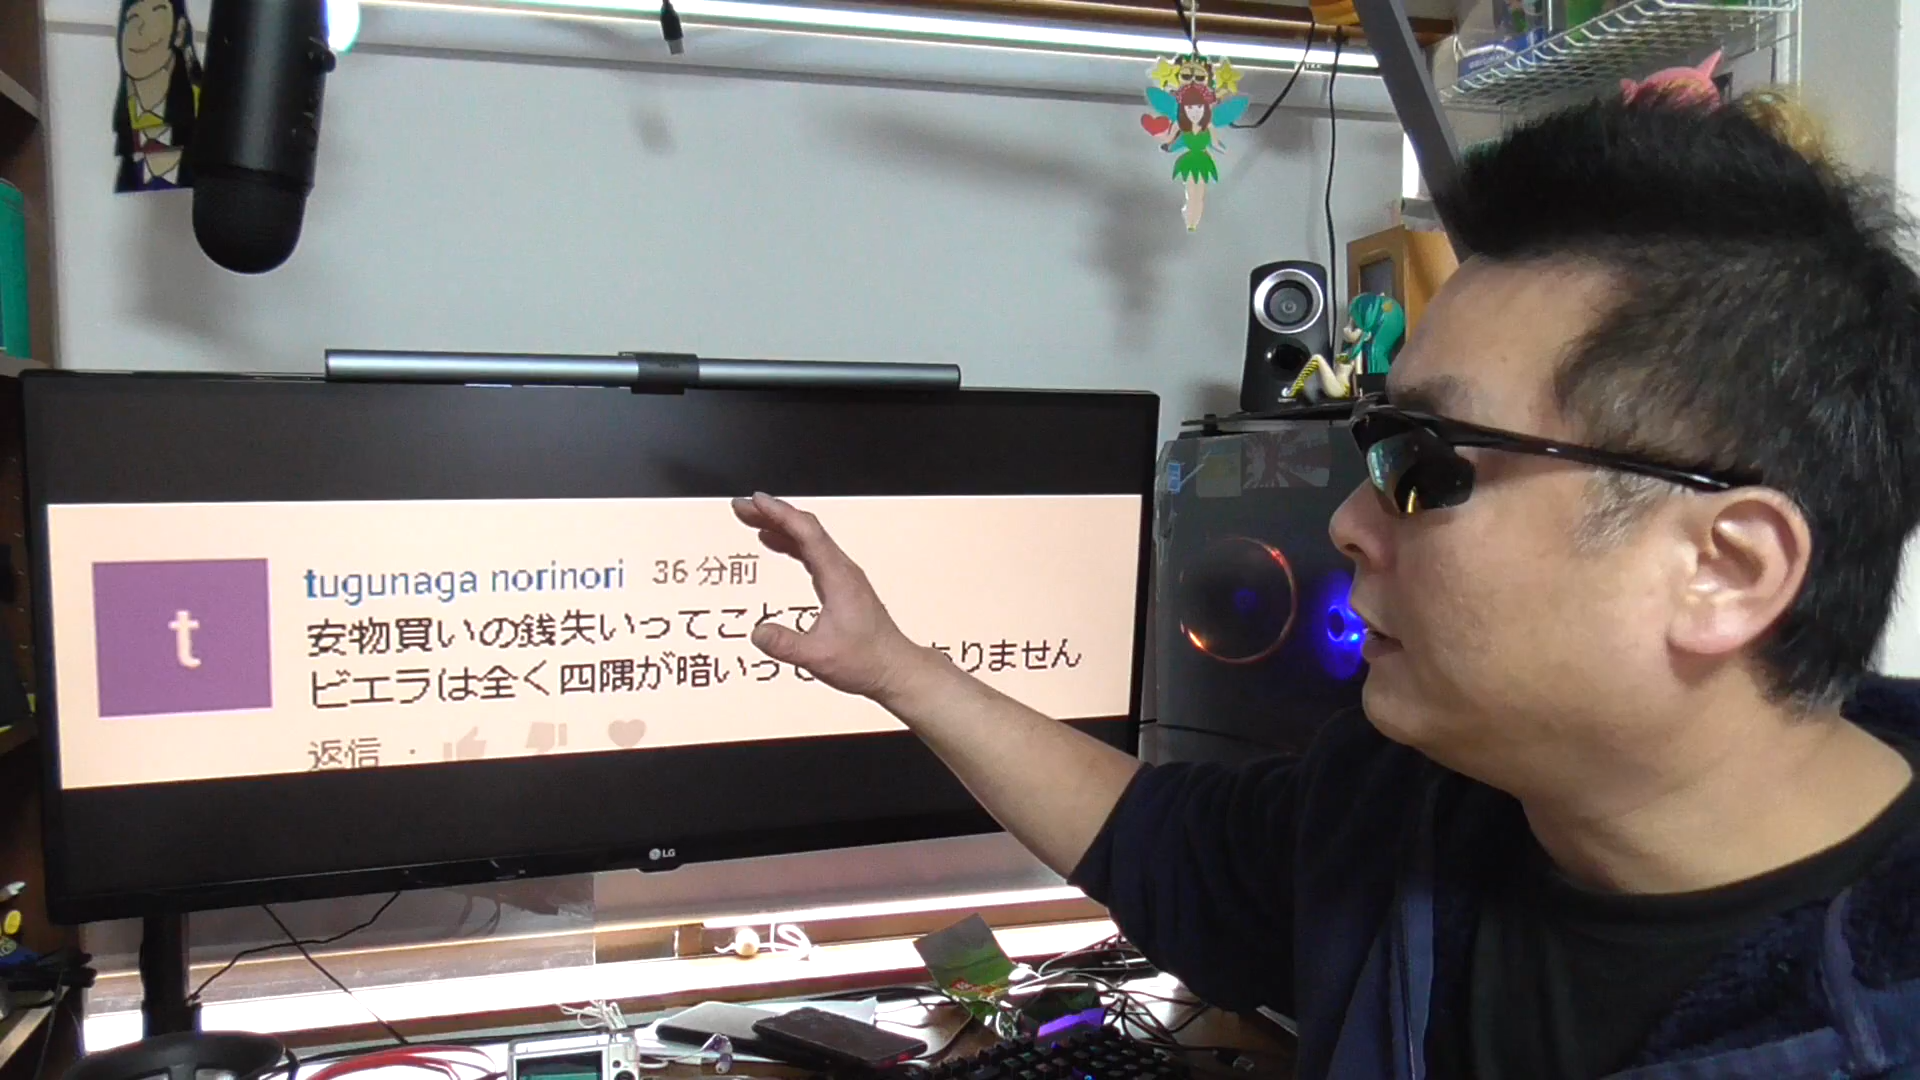 tugunaga norinori 36 分前
安物買いの銭失いってことで
ビエラは全く四隅が暗いって ありません
返信
t
LG